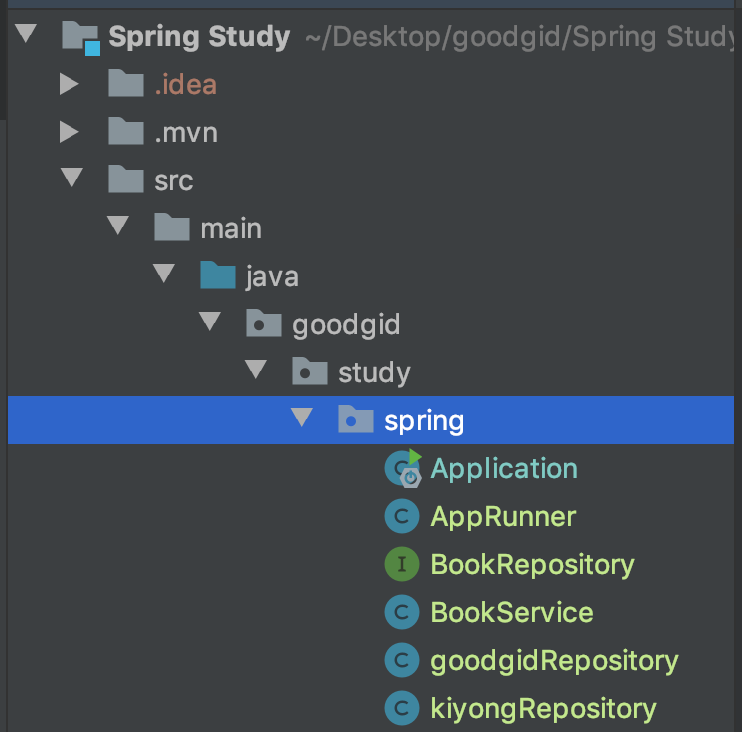 Spring Study ~/Desktop/goodgid/Spring Study
.idea
.mvn
src
main
java
goodgid
study
spring
Application
C AppRunner
I BookRepository
C BookService
C goodgidRepository
C kiyongRepository